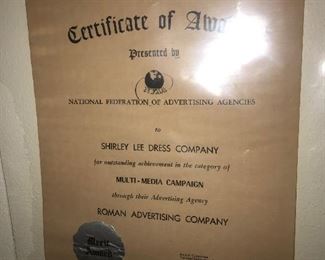 Certificate of
Presented by
NATIONAL FEDERATION OF ADVERTISING AGENCIES
to
SHIRLEY LEE DRESS COMPANY
for outstanding achievement in the category of
MULTI-MEDIA CAMPAIGN
through their Advertising Agency
ROMAN ADVERTISING COMPANY
Merit
Award